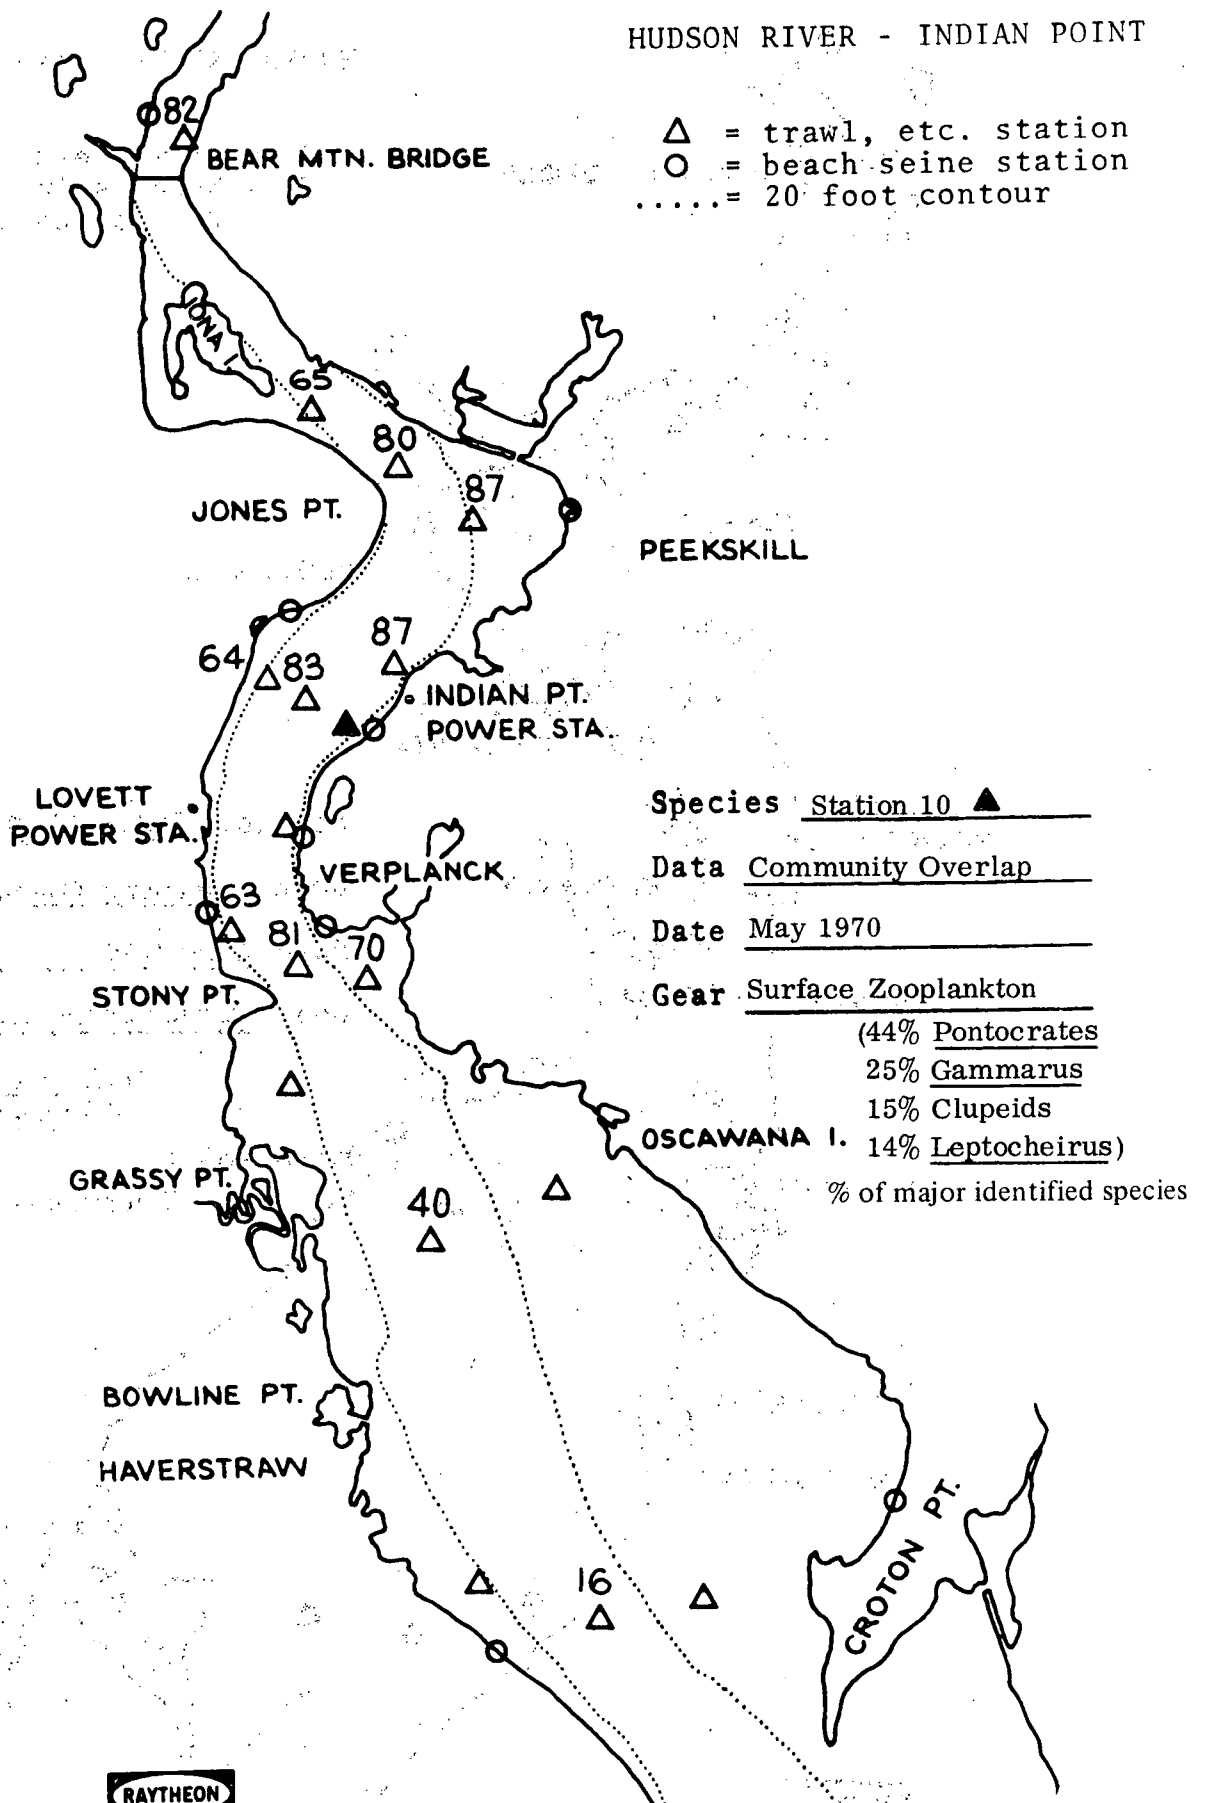 HUDSON RIVER - INDIAN POINT
△ = trawl, etc. station
○ = beach seine station
.....= 20 foot contour
82
BEAR MTN. BRIDGE
IONA I.
65
80
87
JONES PT.
PEEKSKILL
87
64
83
INDIAN PT.
POWER STA.
LOVETT
POWER STA.
Species Station 10 ▲
VERPLANCK
Data Community Overlap
63
81
70
Date May 1970
STONY PT.
Gear Surface Zooplankton
(44% Pontocrates
25% Gammarus
15% Clupeids
14% Leptocheirus)
% of major identified species
OSCAWANA I.
GRASSY PT.
40
BOWLINE PT.
HAVERSTRAW
CROTON PT.
16
RAYTHEON